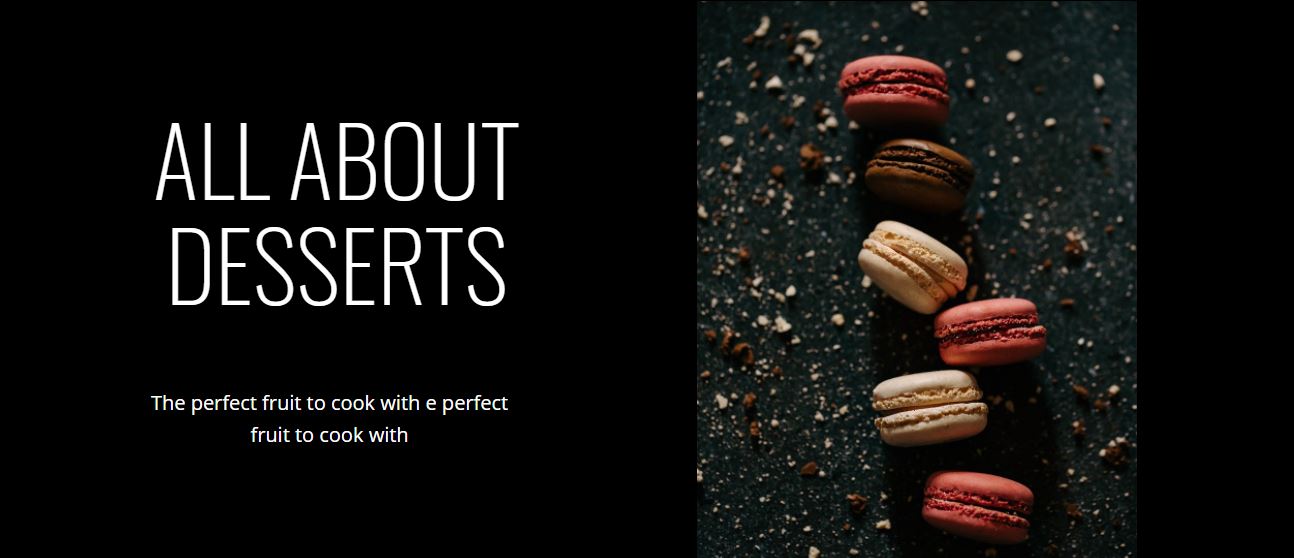 ALL ABOUT
DESSERTS
The perfect fruit to cook with e perfect
fruit to cook with